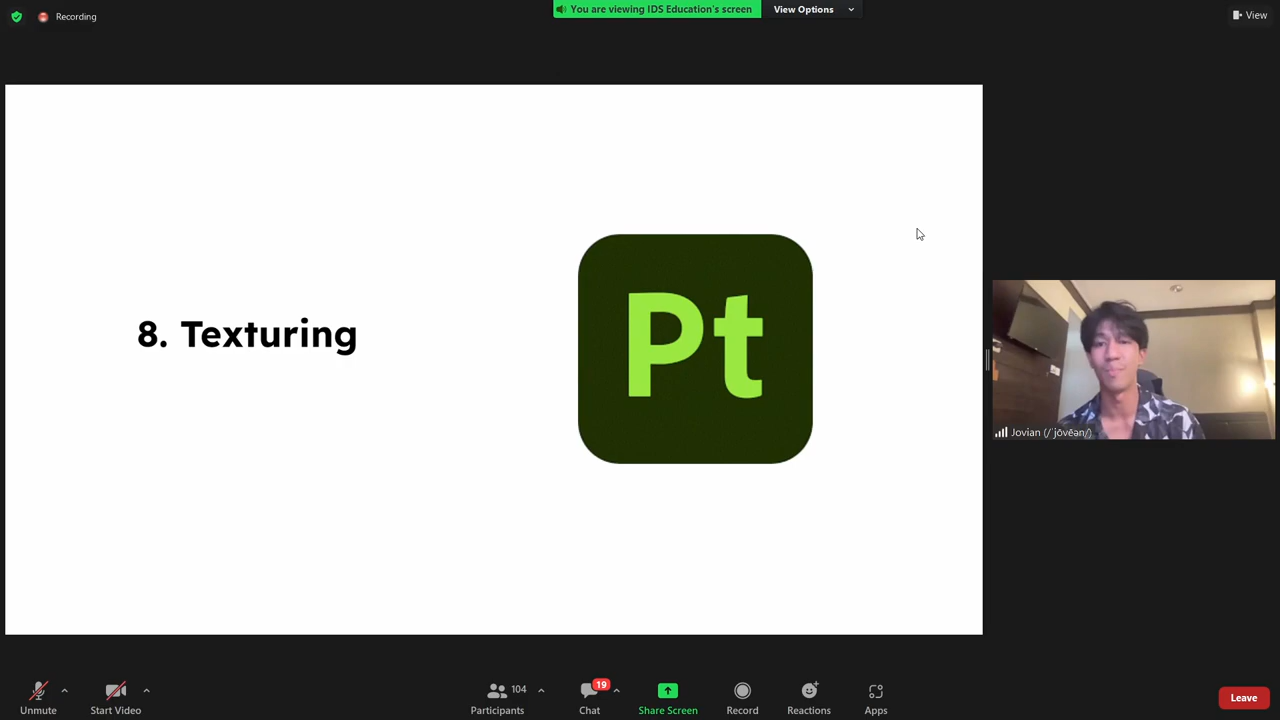 Recording
You are viewing IDS Education's screen
View Options
View
8. Texturing
Pt
Jovian (/ˈjōvēən/)
Unmute
Start Video
104
Participants
19
Chat
Share Screen
Record
Reactions
Apps
Leave